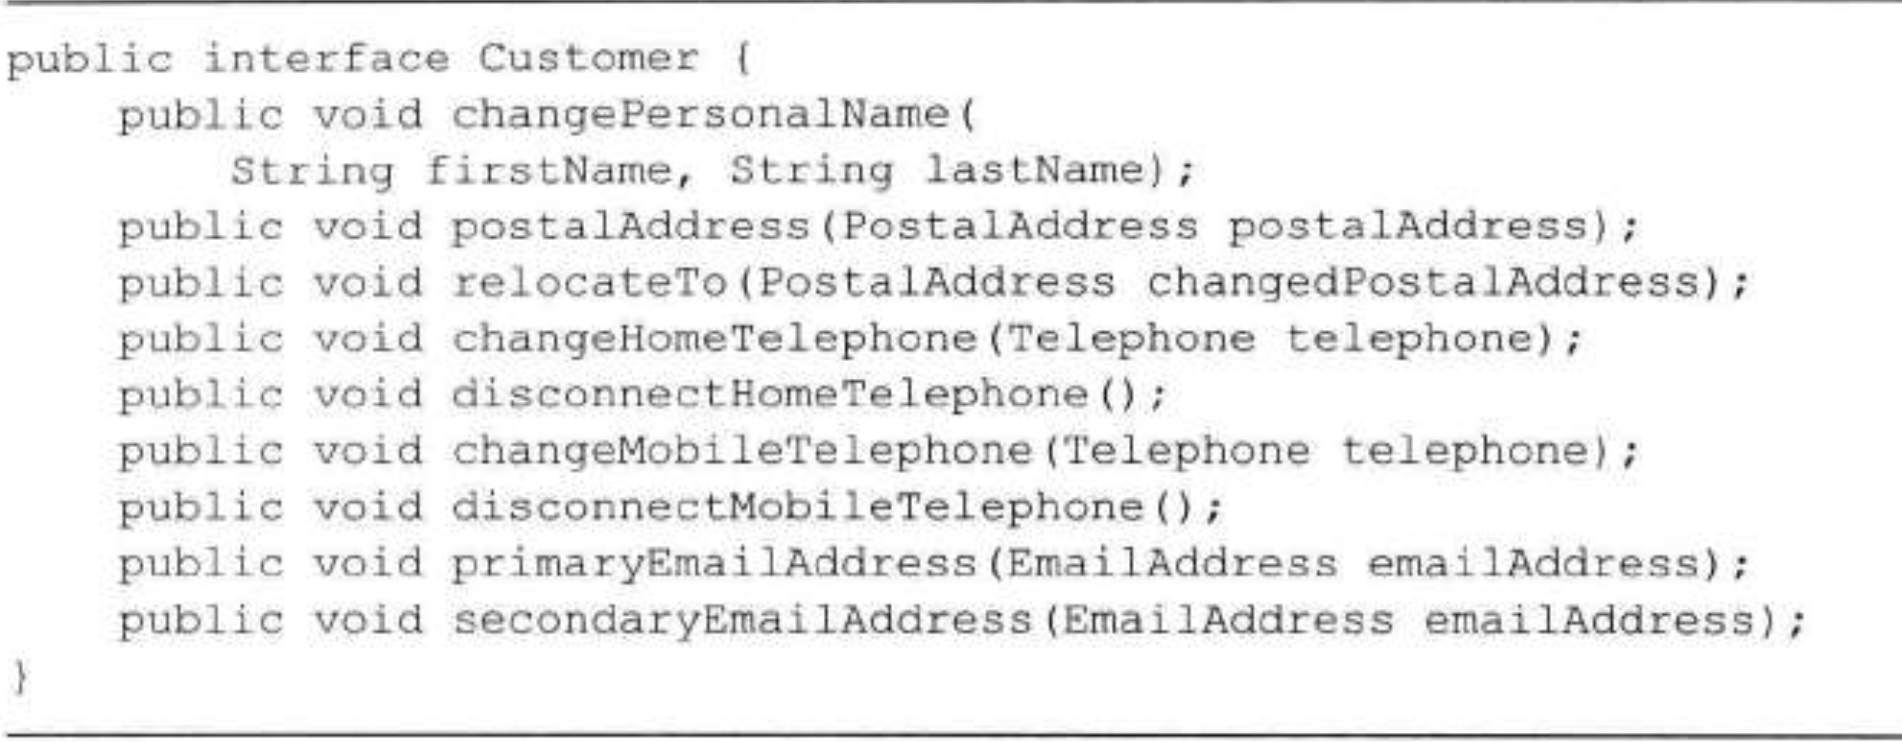 public interface Customer {
    public void changePersonalName(
        String firstName, String lastName);
    public void postalAddress(PostalAddress postalAddress);
    public void relocateTo(PostalAddress changedPostalAddress);
    public void changeHomeTelephone(Telephone telephone);
    public void disconnectHomeTelephone();
    public void changeMobileTelephone(Telephone telephone);
    public void disconnectMobileTelephone();
    public void primaryEmailAddress(EmailAddress emailAddress);
    public void secondaryEmailAddress(EmailAddress emailAddress);
}